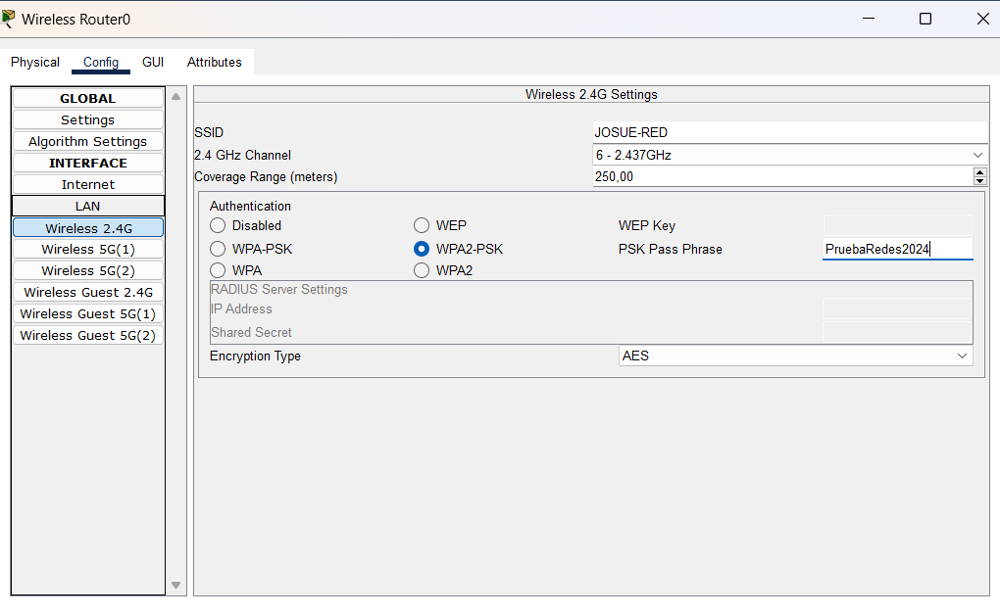 Wireless Router0
Physical Config GUI Attributes
GLOBAL
Settings
Algorithm Settings
INTERFACE
Internet
LAN
Wireless 2.4G
Wireless 5G(1)
Wireless 5G(2)
Wireless Guest 2.4G
Wireless Guest 5G(1)
Wireless Guest 5G(2)
Wireless 2.4G Settings
SSID JOSUE-RED
2.4 GHz Channel 6 - 2.437GHz
Coverage Range (meters) 250,00
Authentication
Disabled WEP WEP Key
WPA-PSK WPA2-PSK PSK Pass Phrase PruebaRedes2024
WPA WPA2
RADIUS Server Settings
IP Address
Shared Secret
Encryption Type AES